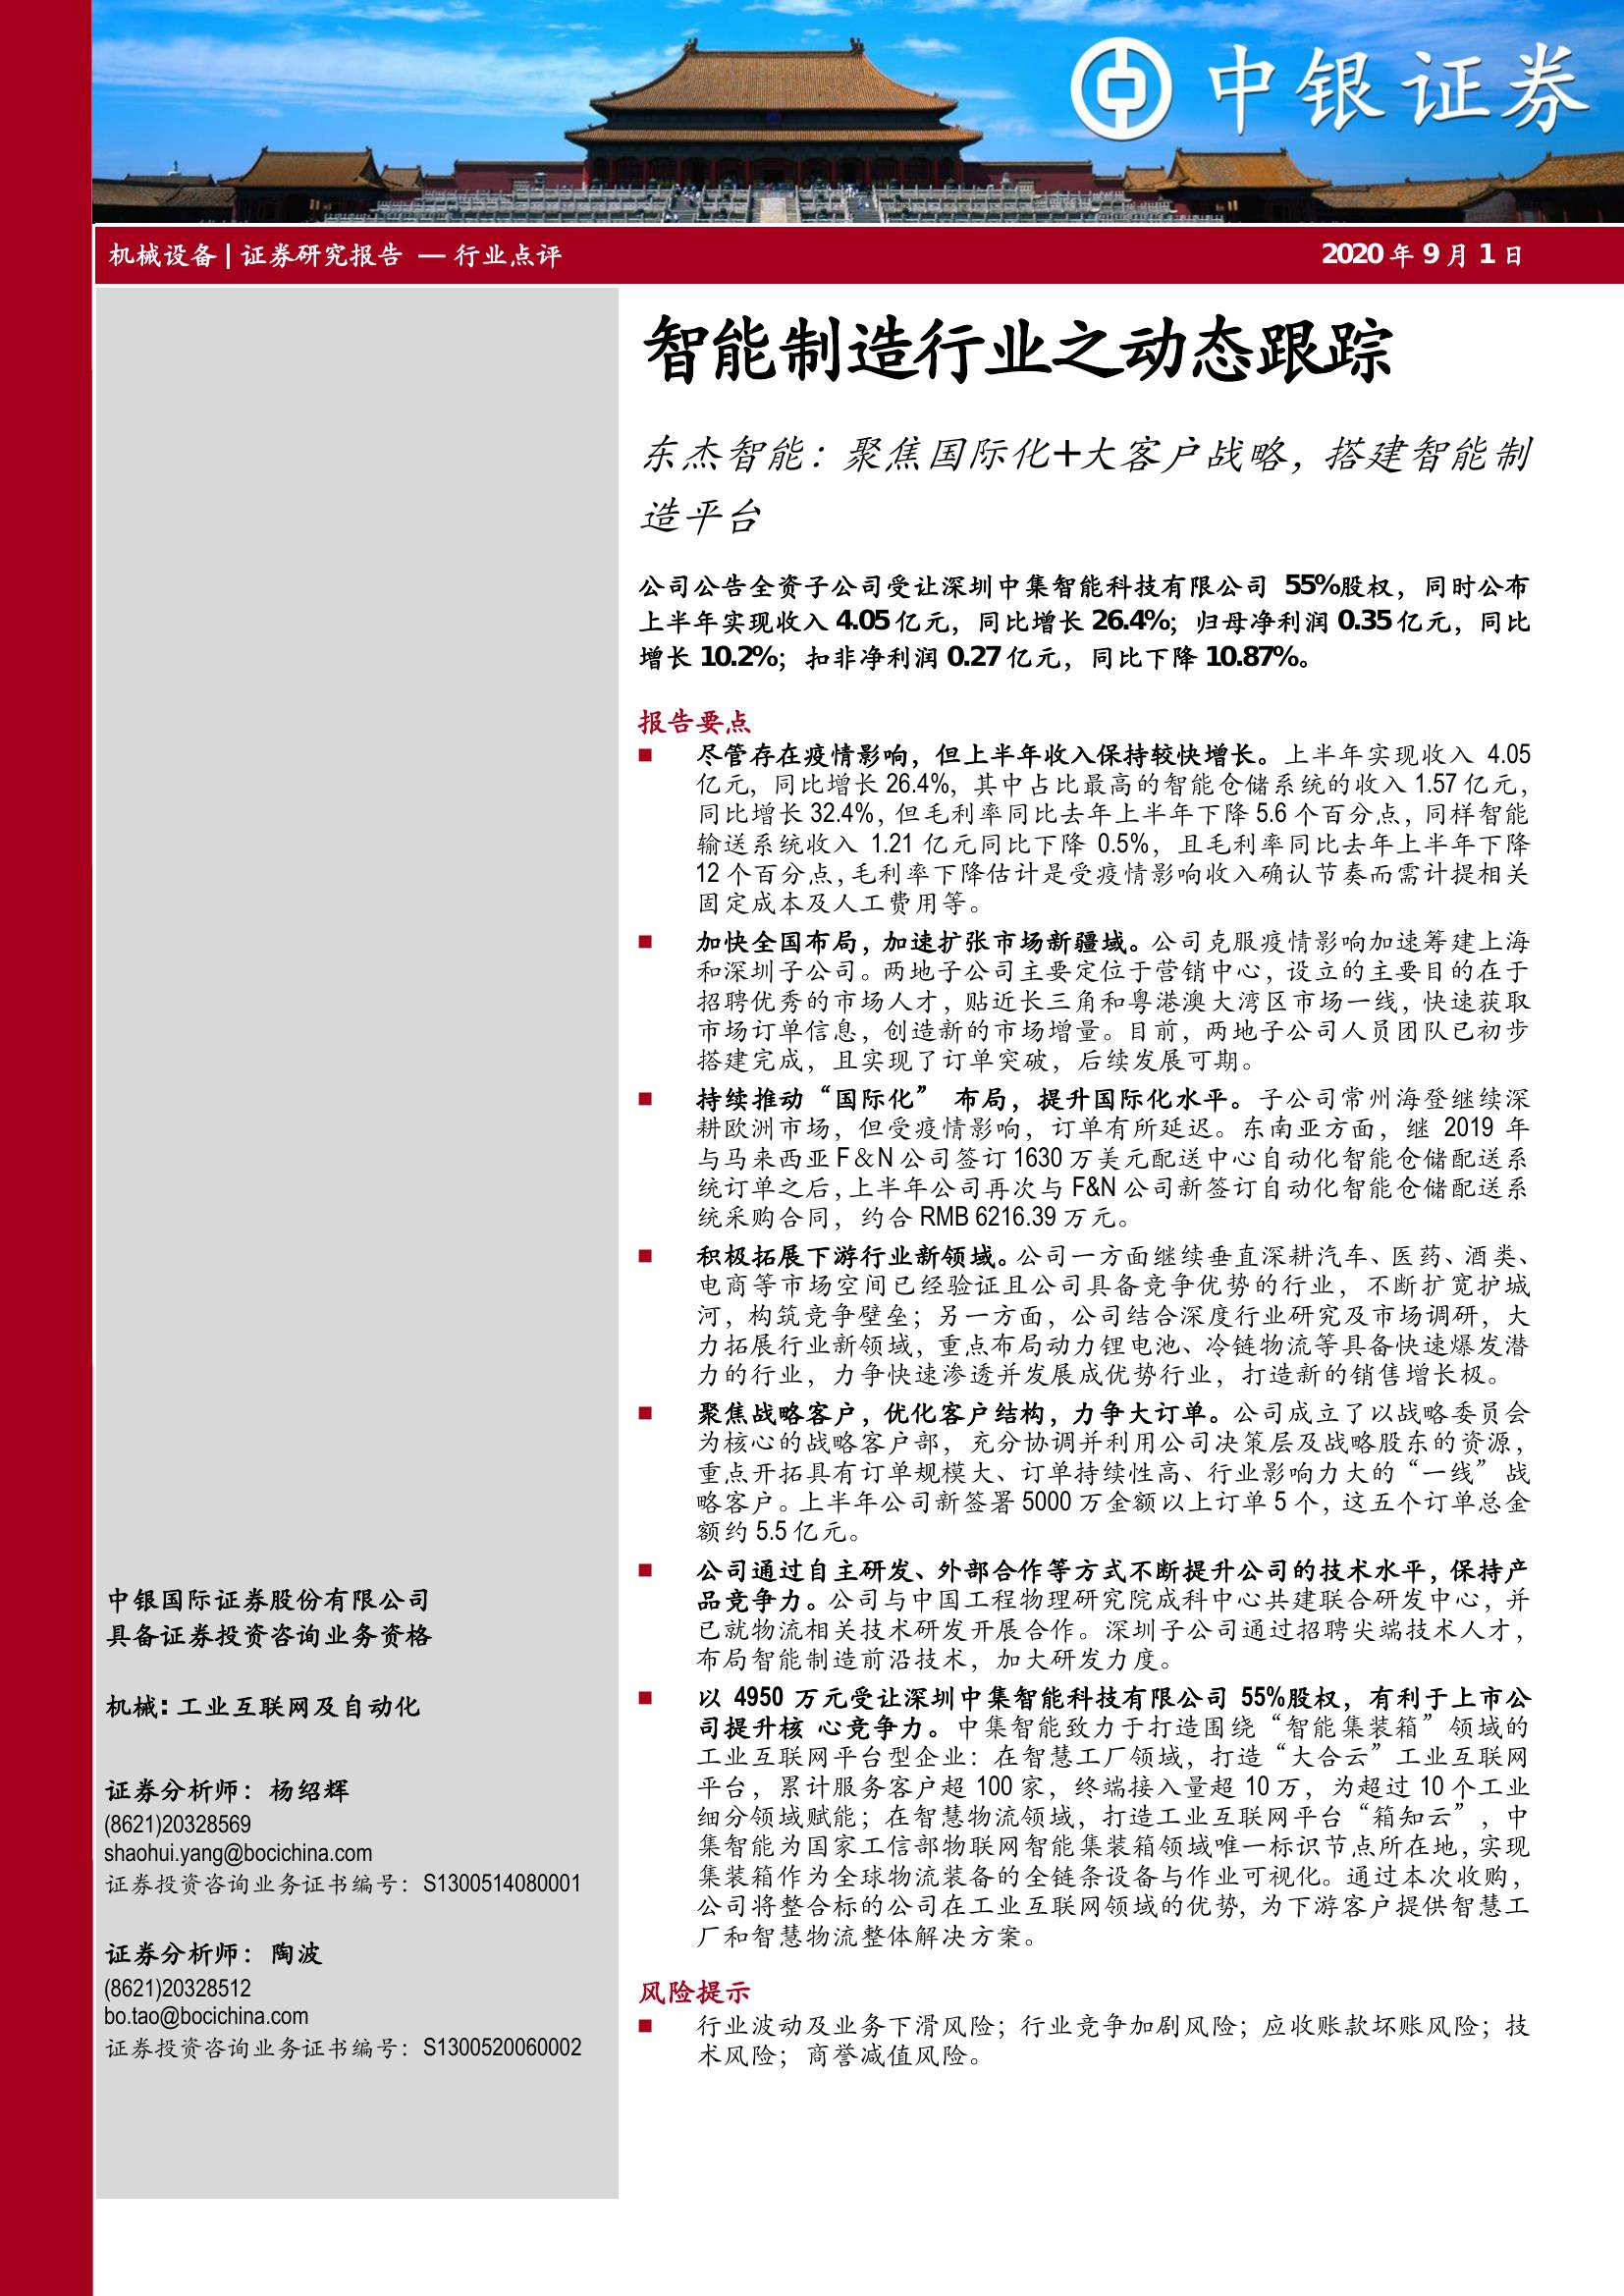 中银证券
机械设备 | 证券研究报告 — 行业点评
2020 年 9 月 1 日
智能制造行业之动态跟踪
东杰智能：聚焦国际化+大客户战略，搭建智能制
造平台
公司公告全资子公司受让深圳中集智能科技有限公司 55%股权，同时公布
上半年实现收入 4.05 亿元，同比增长 26.4%；归母净利润 0.35 亿元，同比
增长 10.2%；扣非净利润 0.27 亿元，同比下降 10.87%。
报告要点
■ 尽管存在疫情影响，但上半年收入保持较快增长。上半年实现收入 4.05
亿元，同比增长 26.4%，其中占比最高的智能仓储系统的收入 1.57 亿元，
同比增长 32.4%，但毛利率同比去年上半年下降 5.6 个百分点，同样智能
输送系统收入 1.21 亿元同比下降 0.5%，且毛利率同比去年上半年下降
12 个百分点，毛利率下降估计是受疫情影响收入确认节奏而需计提相关
固定成本及人工费用等。
■ 加快全国布局，加速扩张市场新疆域。公司克服疫情影响加速筹建上海
和深圳子公司。两地子公司主要定位于营销中心，设立的主要目的在于
招聘优秀的市场人才，贴近长三角和粤港澳大湾区市场一线，快速获取
市场订单信息，创造新的市场增量。目前，两地子公司人员团队已初步
搭建完成，且实现了订单突破，后续发展可期。
■ 持续推动“国际化” 布局，提升国际化水平。子公司常州海登继续深
耕欧洲市场，但受疫情影响，订单有所延迟。东南亚方面，继 2019 年
与马来西亚 F＆N 公司签订 1630 万美元配送中心自动化智能仓储配送系
统订单之后，上半年公司再次与 F&N 公司新签订自动化智能仓储配送系
统采购合同，约合 RMB 6216.39 万元。
■ 积极拓展下游行业新领域。公司一方面继续垂直深耕汽车、医药、酒类、
电商等市场空间已经验证且公司具备竞争优势的行业，不断扩宽护城
河，构筑竞争壁垒；另一方面，公司结合深度行业研究及市场调研，大
力拓展行业新领域，重点布局动力锂电池、冷链物流等具备快速爆发潜
力的行业，力争快速渗透并发展成优势行业，打造新的销售增长极。
■ 聚焦战略客户，优化客户结构，力争大订单。公司成立了以战略委员会
为核心的战略客户部，充分协调并利用公司决策层及战略股东的资源，
重点开拓具有订单规模大、订单持续性高、行业影响力大的“一线” 战
略客户。上半年公司新签署 5000 万金额以上订单 5 个，这五个订单总金
额约 5.5 亿元。
■ 公司通过自主研发、外部合作等方式不断提升公司的技术水平，保持产
品竞争力。公司与中国工程物理研究院成科中心共建联合研发中心，并
已就物流相关技术研发开展合作。深圳子公司通过招聘尖端技术人才，
布局智能制造前沿技术，加大研发力度。
■ 以 4950 万元受让深圳中集智能科技有限公司 55%股权，有利于上市公
司提升核 心竞争力。中集智能致力于打造围绕“智能集装箱”领域的
工业互联网平台型企业：在智慧工厂领域，打造“大合云”工业互联网
平台，累计服务客户超 100 家，终端接入量超 10 万，为超过 10 个工业
细分领域赋能；在智慧物流领域，打造工业互联网平台“箱知云”，中
集智能为国家工信部物联网智能集装箱领域唯一标识节点所在地，实现
集装箱作为全球物流装备的全链条设备与作业可视化。通过本次收购，
公司将整合标的公司在工业互联网领域的优势，为下游客户提供智慧工
厂和智慧物流整体解决方案。
风险提示
■ 行业波动及业务下滑风险；行业竞争加剧风险；应收账款坏账风险；技
术风险；商誉减值风险。
中银国际证券股份有限公司
具备证券投资咨询业务资格
机械：工业互联网及自动化
证券分析师：杨绍辉
(8621)20328569
shaohui.yang@bocichina.com
证券投资咨询业务证书编号：S1300514080001
证券分析师：陶波
(8621)20328512
bo.tao@bocichina.com
证券投资咨询业务证书编号：S1300520060002